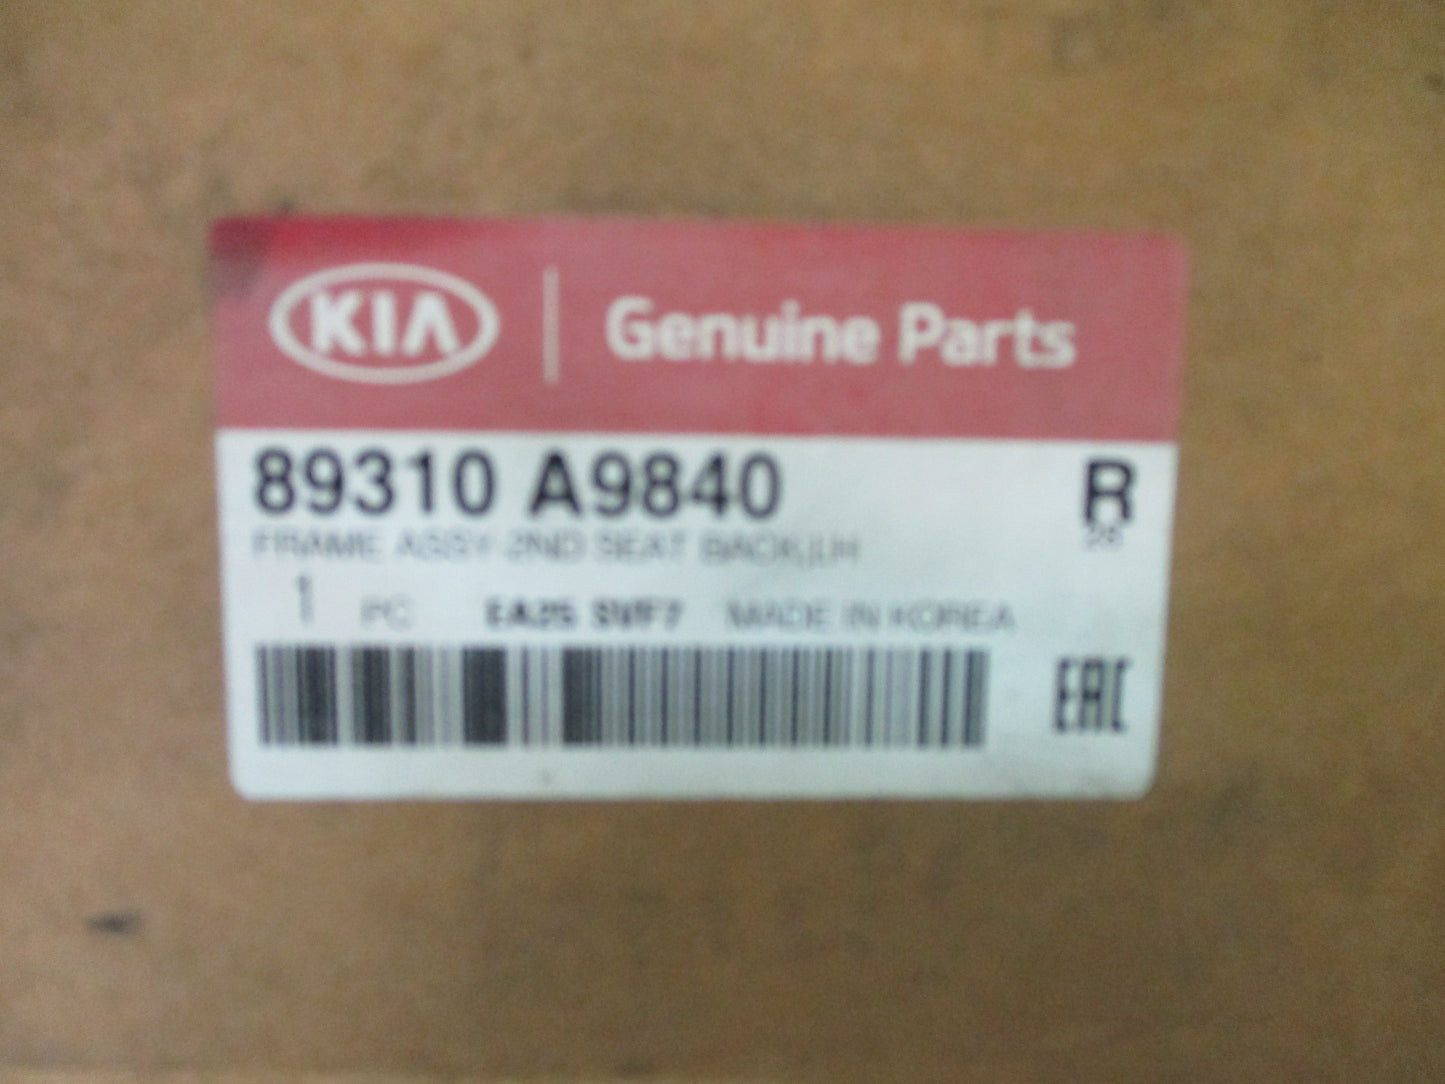 KIA Genuine Parts
89310 A9840 R
FRAME ASSY-2ND SEAT BACK,LH
1 PC MADE IN KOREA
EAC